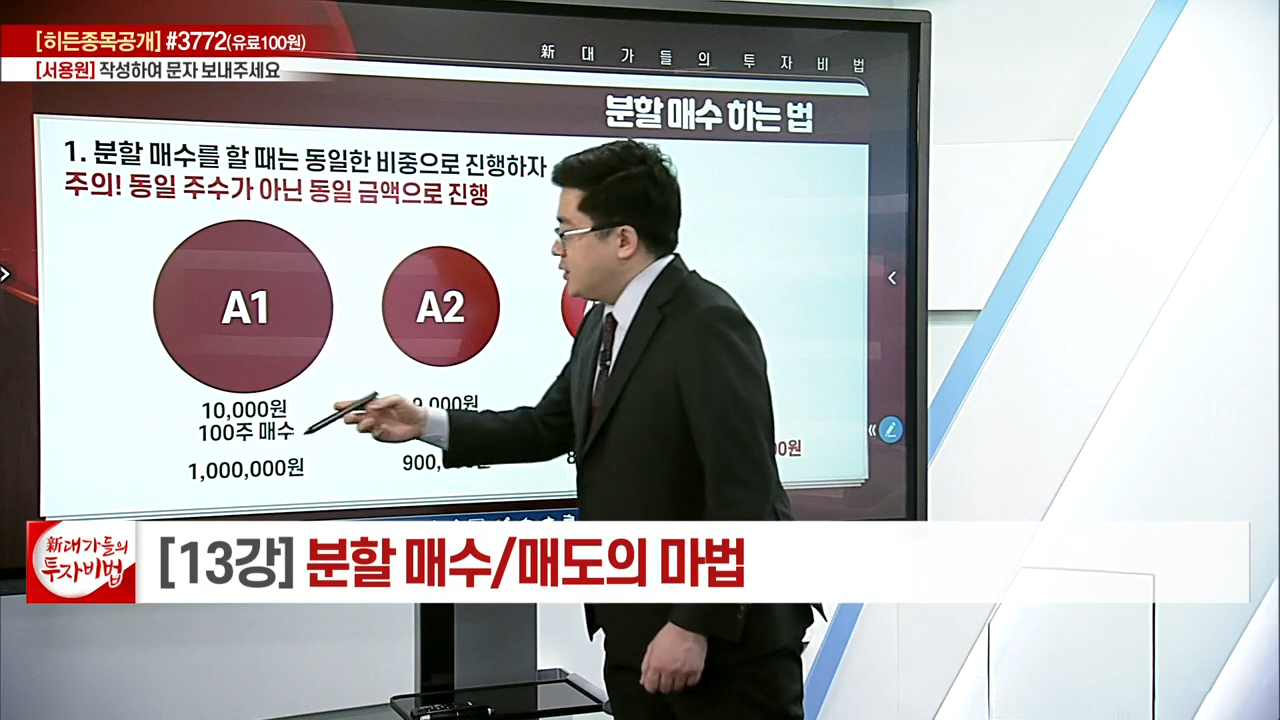 [히든종목공개] #3772(유료100원)
[서용원] 작성하여 문자 보내주세요
新 대 가 들 의 투 자 비 법
분할 매수 하는 법
1. 분할 매수를 할 때는 동일한 비중으로 진행하자
주의! 동일 주수가 아닌 동일 금액으로 진행
A1
A2
10,000원
100주 매수
1,000,000원
新대가들의
투자비법
[13강] 분할 매수/매도의 마법